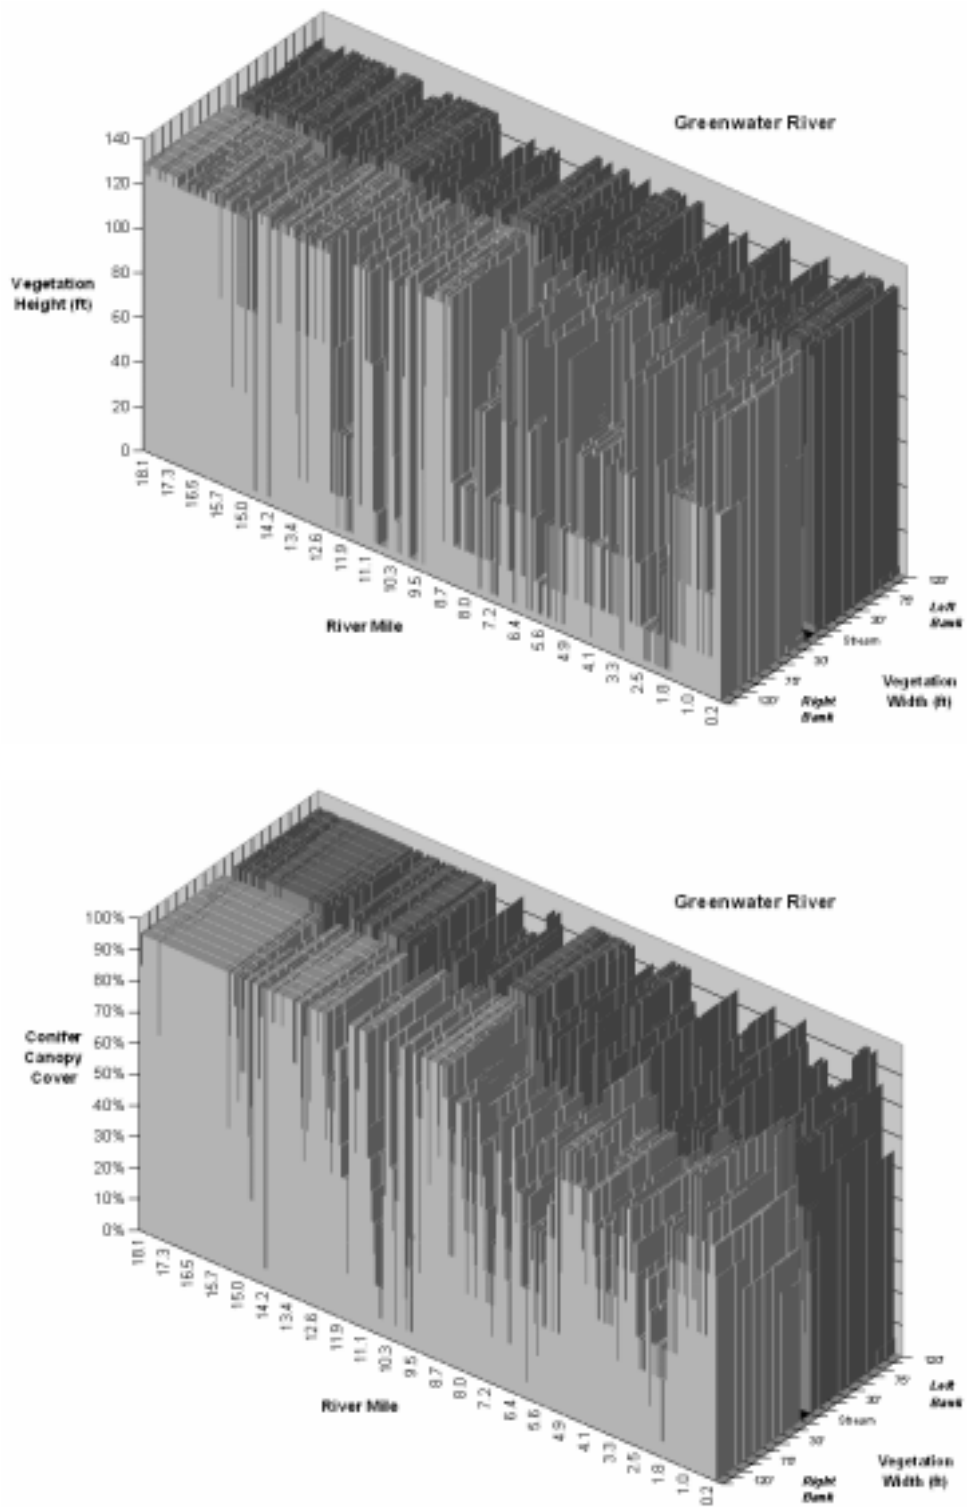 Greenwater River
140
120
100
80
60
40
20
0
Vegetation
Height (ft)
18.1
17.3
16.5
15.7
15.0
14.2
13.4
12.6
11.9
11.1
10.3
9.5
8.7
8.0
7.2
6.4
5.6
4.9
4.1
3.3
2.5
1.8
1.0
0.2
River Mile
Left
Bank
Stream
Vegetation
Width (ft)
Right
Bank
Greenwater River
100%
90%
80%
70%
60%
50%
40%
30%
20%
10%
0%
Conifer
Canopy
Cover
18.1
17.3
16.5
15.7
15.0
14.2
13.4
12.6
11.9
11.1
10.3
9.5
8.7
8.0
7.2
6.4
5.6
4.9
4.1
3.3
2.5
1.8
1.0
0.2
River Mile
Left
Bank
Stream
Vegetation
Width (ft)
Right
Bank